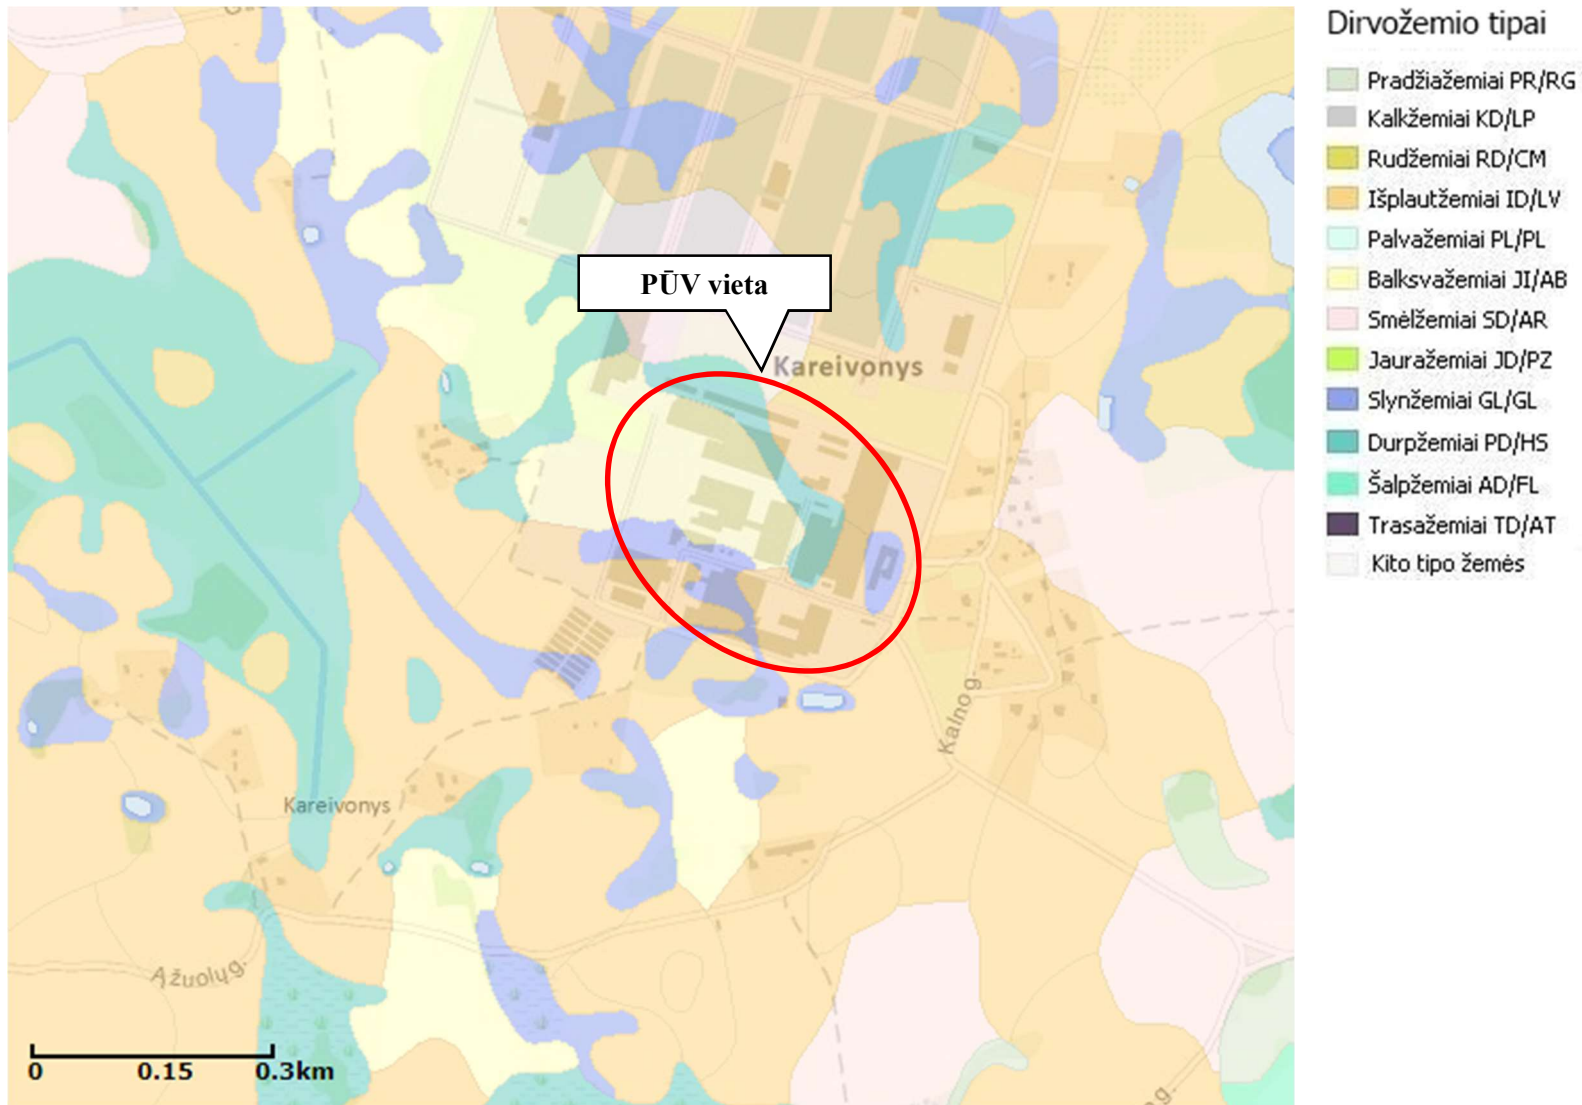 Dirvožemio tipai
Pradžiažemiai PR/RG
Kalkžemiai KD/LP
Rudžemiai RD/CM
Išplautžemiai ID/LV
Palvažemiai PL/PL
Balksvažemiai JI/AB
Smėlžemiai SD/AR
Jauražemiai JD/PZ
Slynžemiai GL/GL
Durpžemiai PD/HS
Šalpžemiai AD/FL
Trąšažemiai TD/AT
Kito tipo žemės
PŪV vieta
Kareivonys
Kalno g.
Kareivonys
Ąžuolų g.
0 0.15 0.3km
g.